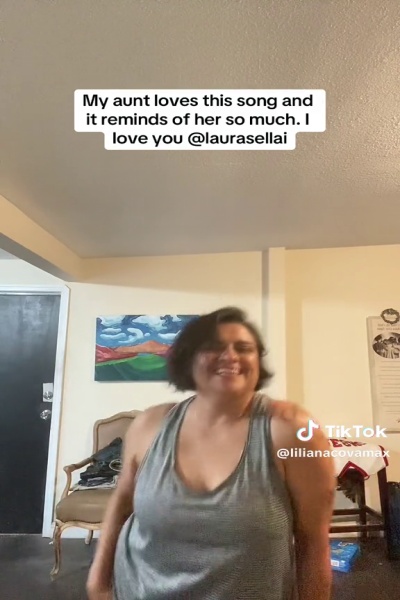 My aunt loves this song and
it reminds of her so much. I
love you @laurasellai
TikTok
@lilianacovamax